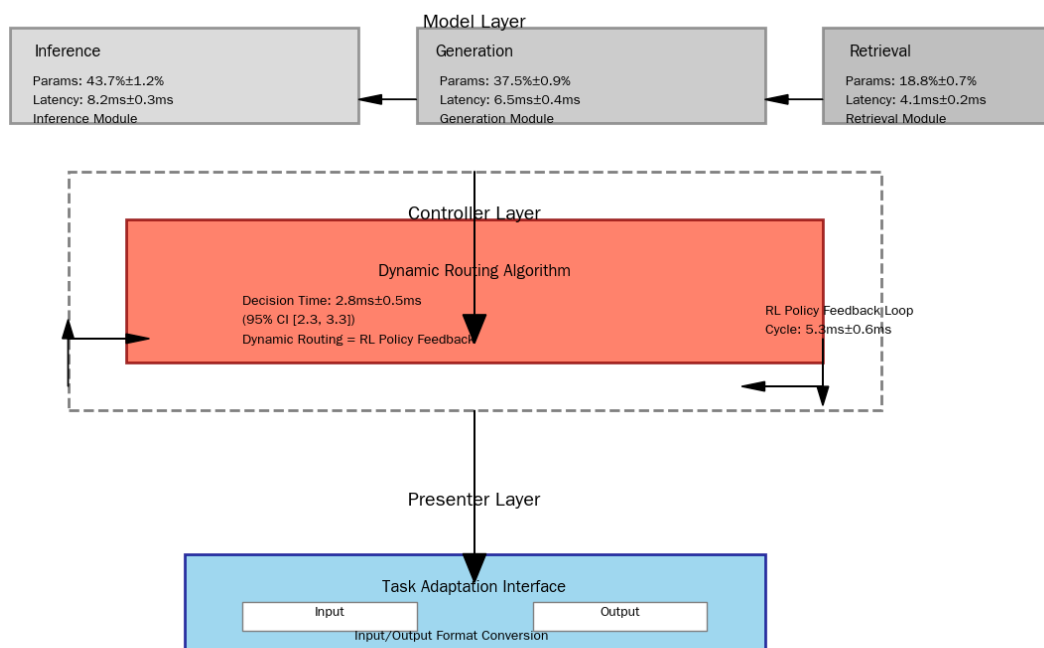 Model Layer
Inference
Params: 43.7%±1.2%
Latency: 8.2ms±0.3ms
Inference Module
Generation
Params: 37.5%±0.9%
Latency: 6.5ms±0.4ms
Generation Module
Retrieval
Params: 18.8%±0.7%
Latency: 4.1ms±0.2ms
Retrieval Module
Controller Layer
Dynamic Routing Algorithm
Decision Time: 2.8ms±0.5ms
(95% CI [2.3, 3.3])
Dynamic Routing = RL Policy Feedback
RL Policy Feedback Loop
Cycle: 5.3ms±0.6ms
Presenter Layer
Task Adaptation Interface
Input
Output
Input/Output Format Conversion